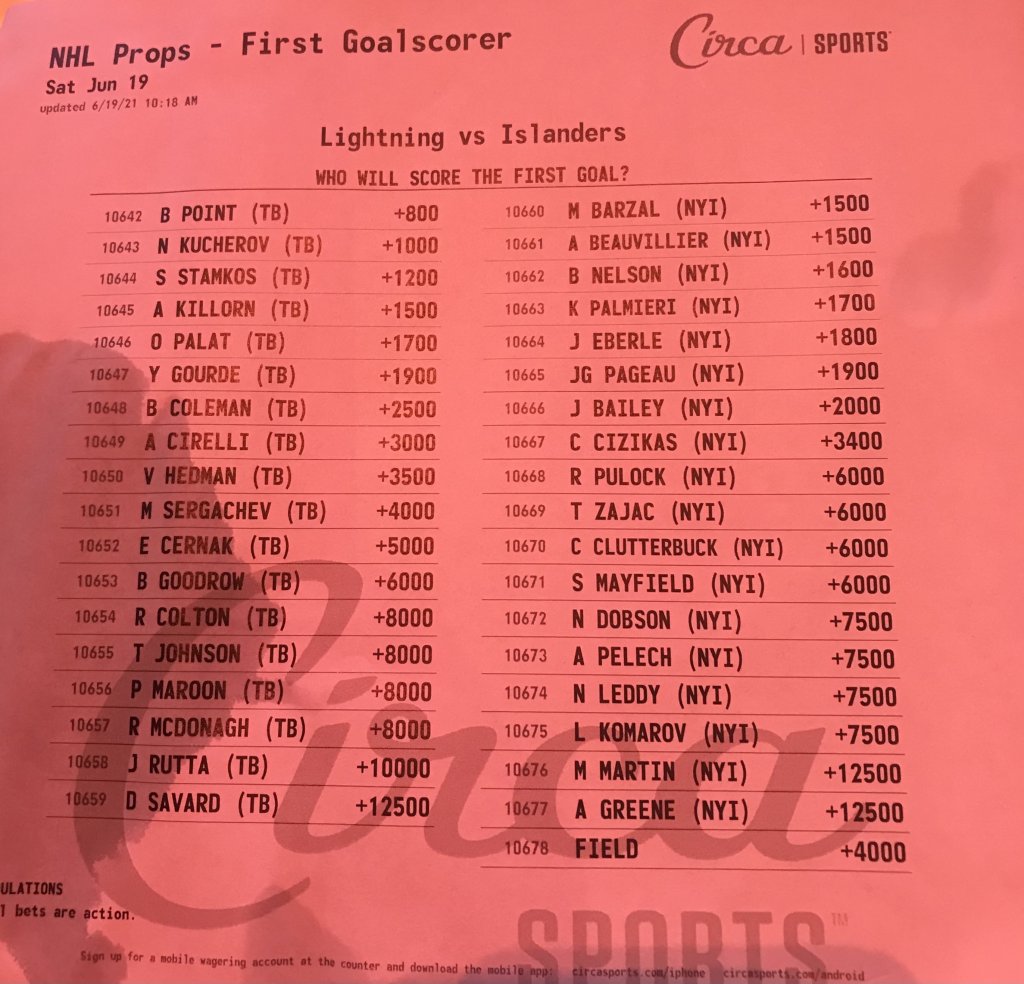 NHL Props - First Goalscorer
Circa | SPORTS
Sat Jun 19
updated 6/19/21 10:18 AM
Lightning vs Islanders
WHO WILL SCORE THE FIRST GOAL?
10642 B POINT (TB) +800
10643 N KUCHEROV (TB) +1000
10644 S STAMKOS (TB) +1200
10645 A KILLORN (TB) +1500
10646 O PALAT (TB) +1700
10647 Y GOURDE (TB) +1900
10648 B COLEMAN (TB) +2500
10649 A CIRELLI (TB) +3000
10650 V HEDMAN (TB) +3500
10651 M SERGACHEV (TB) +4000
10652 E CERNAK (TB) +5000
10653 B GOODROW (TB) +6000
10654 R COLTON (TB) +8000
10655 T JOHNSON (TB) +8000
10656 P MAROON (TB) +8000
10657 R MCDONAGH (TB) +8000
10658 J RUTTA (TB) +10000
10659 D SAVARD (TB) +12500
10660 M BARZAL (NYI) +1500
10661 A BEAUVILLIER (NYI) +1500
10662 B NELSON (NYI) +1600
10663 K PALMIERI (NYI) +1700
10664 J EBERLE (NYI) +1800
10665 JG PAGEAU (NYI) +1900
10666 J BAILEY (NYI) +2000
10667 C CIZIKAS (NYI) +3400
10668 R PULOCK (NYI) +6000
10669 T ZAJAC (NYI) +6000
10670 C CLUTTERBUCK (NYI) +6000
10671 S MAYFIELD (NYI) +6000
10672 N DOBSON (NYI) +7500
10673 A PELECH (NYI) +7500
10674 N LEDDY (NYI) +7500
10675 L KOMAROV (NYI) +7500
10676 M MARTIN (NYI) +12500
10677 A GREENE (NYI) +12500
10678 FIELD +4000
Circa
SPORTS™
ULATIONS
l bets are action.
Sign up for a mobile wagering account at the counter and download the mobile app: circasports.com/iphone circasports.com/android